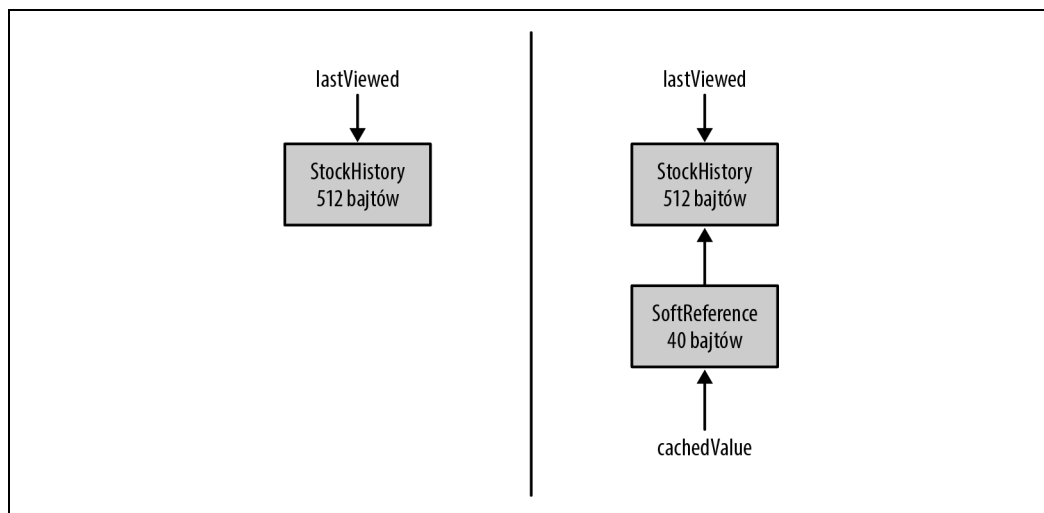 lastViewed
StockHistory
512 bajtów
lastViewed
StockHistory
512 bajtów
SoftReference
40 bajtów
cachedValue